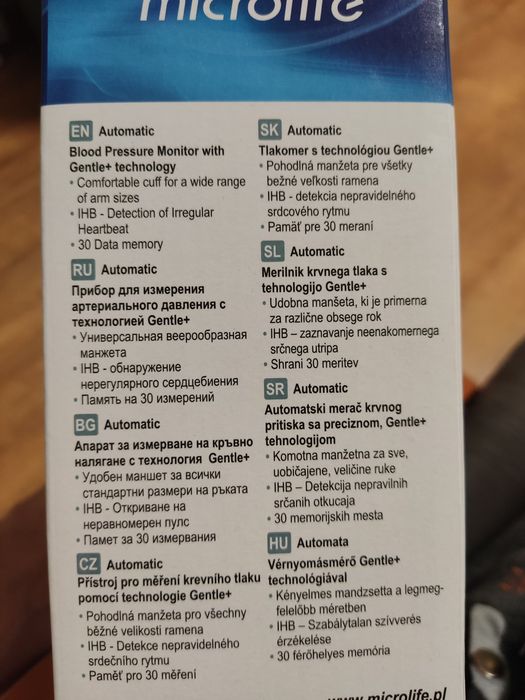 microlife
EN Automatic
Blood Pressure Monitor with
Gentle+ technology
• Comfortable cuff for a wide range
of arm sizes
• IHB - Detection of Irregular
Heartbeat
• 30 Data memory
RU Automatic
Прибор для измерения
артериального давления с
технологией Gentle+
• Универсальная веерообразная
манжета
• IHB - обнаружение
нерегулярного сердцебиения
• Память на 30 измерений
BG Automatic
Апарат за измерване на кръвно
налягане с технология Gentle+
• Удобен маншет за всички
стандартни размери на ръката
• IHB - Откриване на
неравномерен пулс
• Памет за 30 измервания
CZ Automatic
Přístroj pro měření krevního tlaku
pomocí technologie Gentle+
• Pohodlná manžeta pro všechny
běžné velikosti ramena
• IHB - Detekce nepravidelného
srdečního rytmu
• Paměť pro 30 měření
SK Automatic
Tlakomer s technológiou Gentle+
• Pohodlná manžeta pre všetky
bežné veľkosti ramena
• IHB - detekcia nepravidelného
srdcového rytmu
• Pamäť pre 30 meraní
SL Automatic
Merilnik krvnega tlaka s
tehnologijo Gentle+
• Udobna manšeta, ki je primerna
za različne obsege rok
• IHB – zaznavanje neenakomernega
srčnega utripa
• Shrani 30 meritev
SR Automatic
Automatski merač krvnog
pritiska sa preciznom, Gentle+
tehnologijom
• Komotna manžetna za sve,
uobičajene, veličine ruke
• IHB – Detekcija nepravilnih
srčanih otkucaja
• 30 memorijskih mesta
HU Automata
Vérnyomásmérő Gentle+
technológiával
• Kényelmes mandzsetta a legmeg-
felelőbb méretben
• IHB – Szabálytalan szívverés
érzékelése
• 30 férőhelyes memória
www.microlife.pl